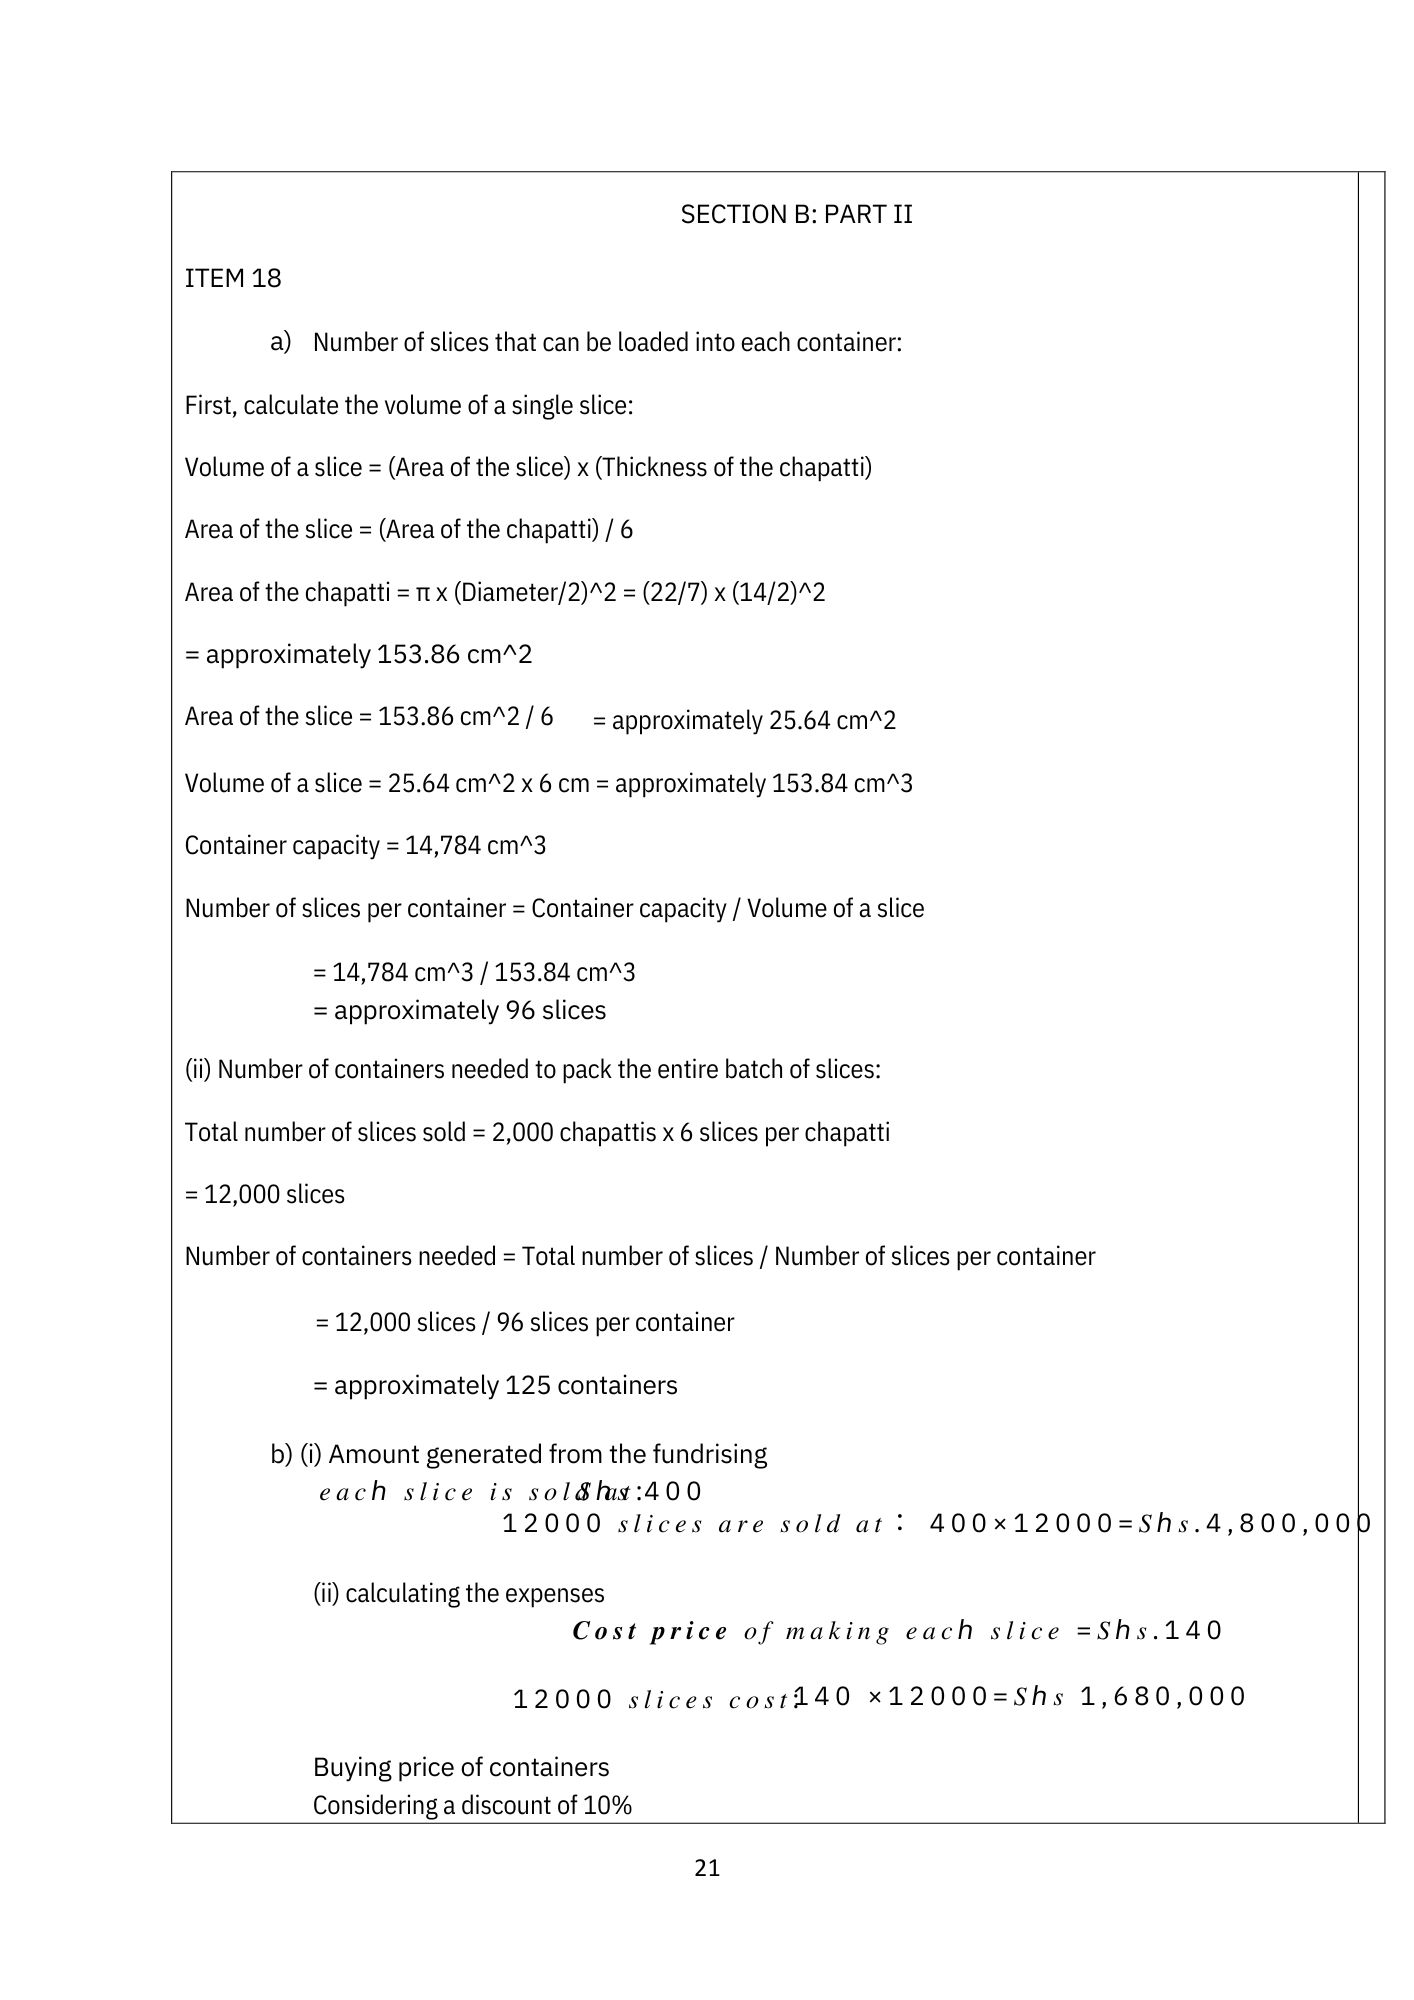 SECTION B: PART II
ITEM 18
a) Number of slices that can be loaded into each container:
First, calculate the volume of a single slice:
Volume of a slice = (Area of the slice) x (Thickness of the chapatti)
Area of the slice = (Area of the chapatti) / 6
Area of the chapatti = π x (Diameter/2)^2 = (22/7) x (14/2)^2
= approximately 153.86 cm^2
Area of the slice = 153.86 cm^2 / 6 = approximately 25.64 cm^2
Volume of a slice = 25.64 cm^2 x 6 cm = approximately 153.84 cm^3
Container capacity = 14,784 cm^3
Number of slices per container = Container capacity / Volume of a slice
= 14,784 cm^3 / 153.84 cm^3
= approximately 96 slices
(ii) Number of containers needed to pack the entire batch of slices:
Total number of slices sold = 2,000 chapattis x 6 slices per chapatti
= 12,000 slices
Number of containers needed = Total number of slices / Number of slices per container
= 12,000 slices / 96 slices per container
= approximately 125 containers
b) (i) Amount generated from the fundrising
each slice is sold at: Shs.400
12000 slices are sold at : 400×12000=Shs.4,800,000
(ii) calculating the expenses
Cost price of making each slice =Shs.140
12000 slices cost: 140 ×12000=Shs 1,680,000
Buying price of containers
Considering a discount of 10%
21